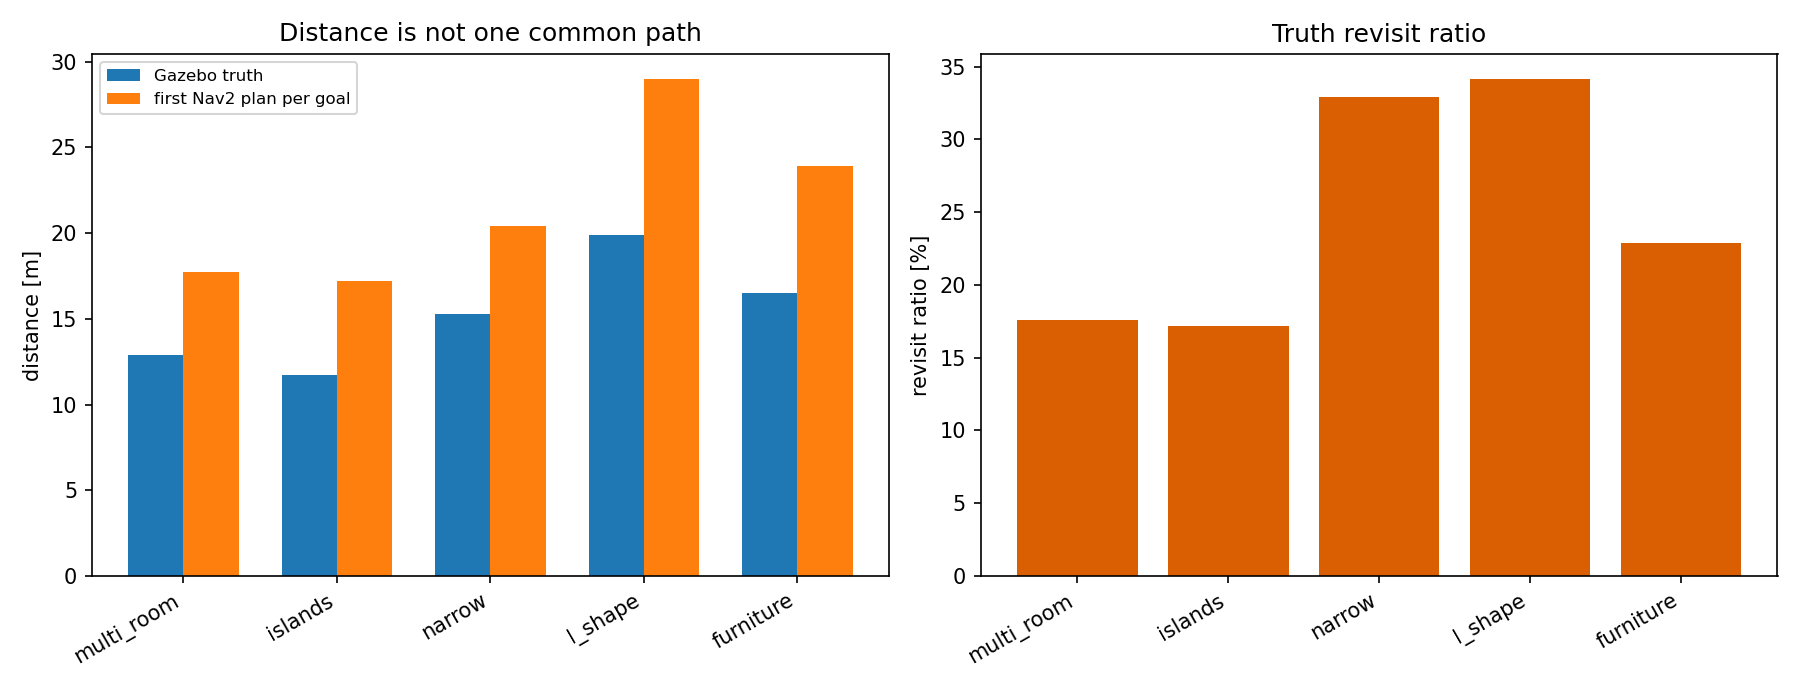 Distance is not one common path
30
25
20
15
10
5
0
distance [m]
Gazebo truth
first Nav2 plan per goal
multi_room
islands
narrow
l_shape
furniture
Truth revisit ratio
35
30
25
20
15
10
5
0
revisit ratio [%]
multi_room
islands
narrow
l_shape
furniture